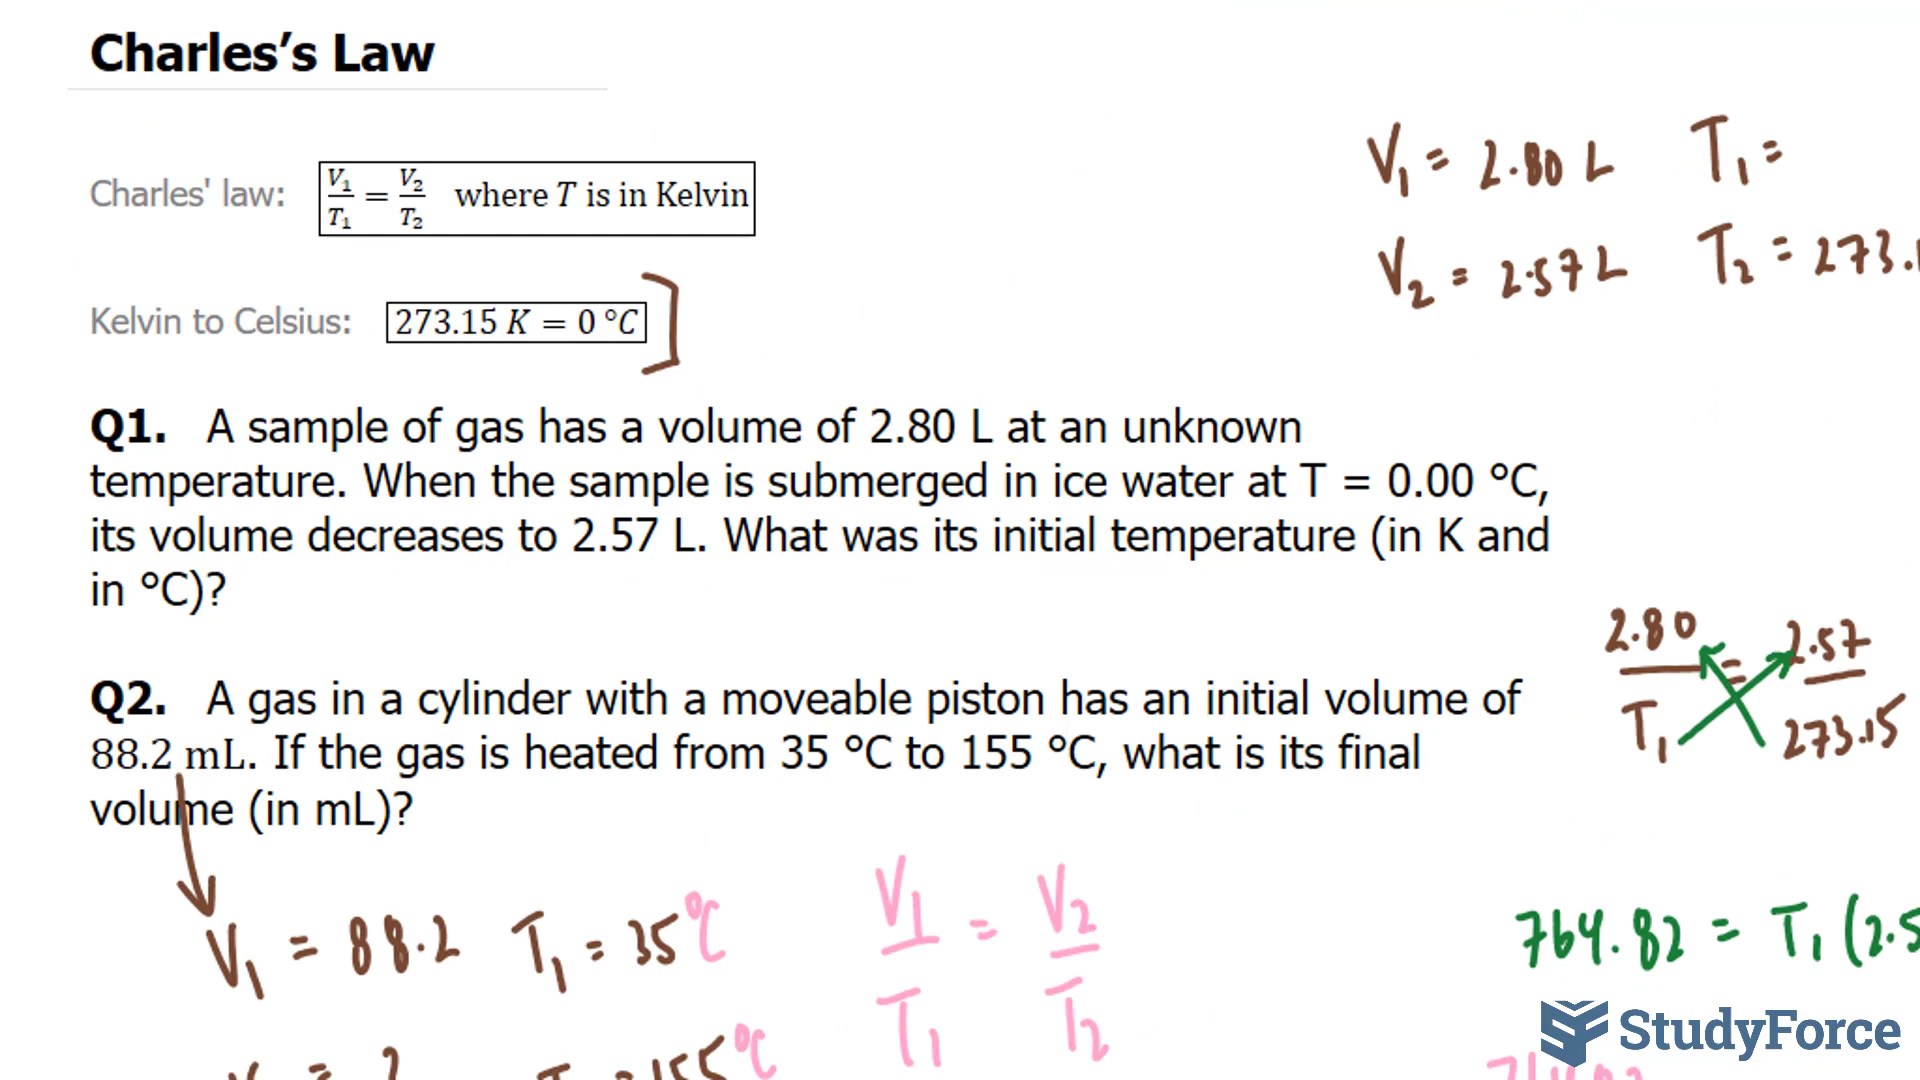 Charles’s Law
Charles' law: V₁/T₁ = V₂/T₂ where T is in Kelvin
V₁ = 2.80 L T₁ =
V₂ = 2.57 L T₂ = 273.
Kelvin to Celsius: 273.15 K = 0 °C
Q1. A sample of gas has a volume of 2.80 L at an unknown
temperature. When the sample is submerged in ice water at T = 0.00 °C,
its volume decreases to 2.57 L. What was its initial temperature (in K and
in °C)?
2.80/T₁ = 2.57/273.15
Q2. A gas in a cylinder with a moveable piston has an initial volume of
88.2 mL. If the gas is heated from 35 °C to 155 °C, what is its final
volume (in mL)?
V₁ = 88.2 T₁ = 35 °C
V₁/T₁ = V₂/T₂
764.82 = T₁ (2.5
= ? = 155 °C
StudyForce